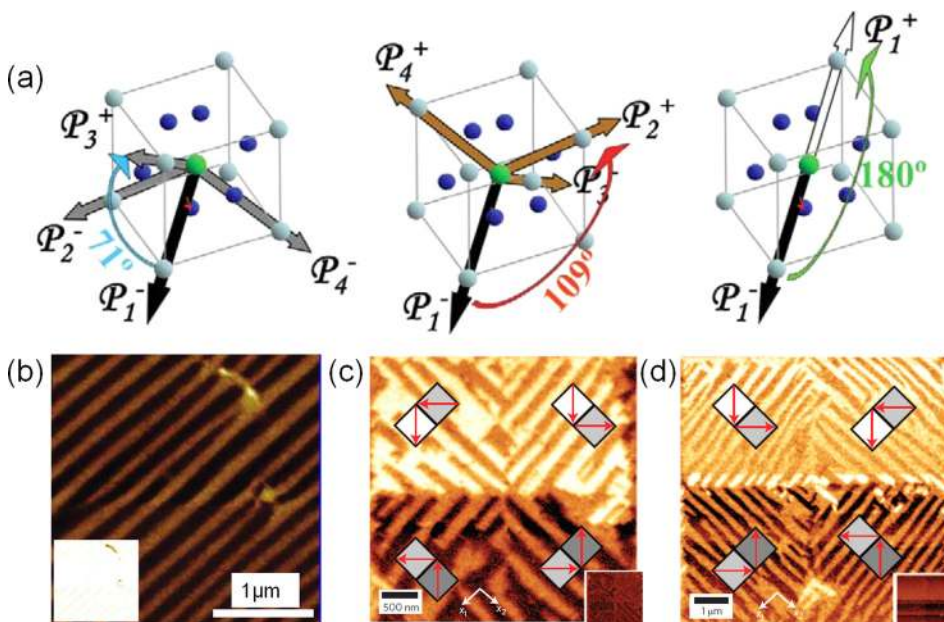 (a)
P₃⁺
P₂⁻
71°
P₁⁻
P₄⁻
P₄⁺
P₂⁺
P₃⁻
109°
P₁⁻
P₁⁺
180°
P₁⁻
(b)
1µm
(c)
500 nm
x₁ x₂
(d)
1 µm